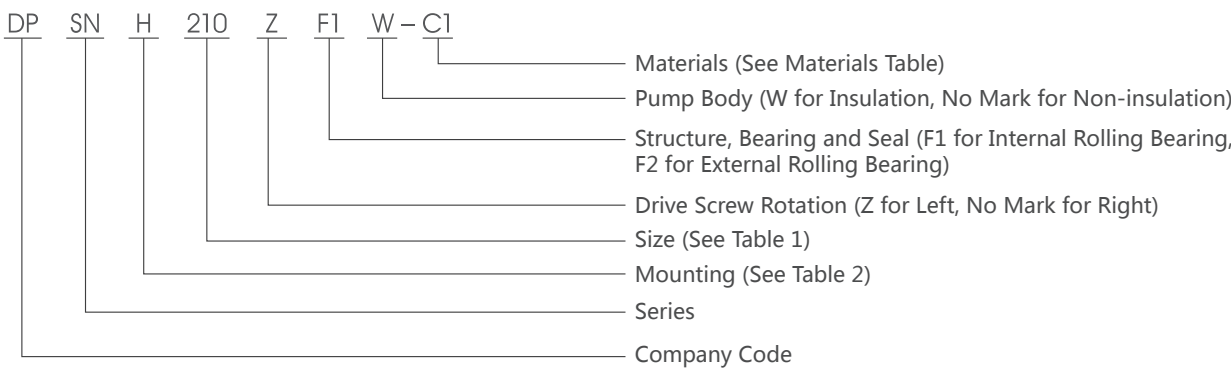 DP SN H 210 Z F1 W – C1
Materials (See Materials Table)
Pump Body (W for Insulation, No Mark for Non-insulation)
Structure, Bearing and Seal (F1 for Internal Rolling Bearing,
F2 for External Rolling Bearing)
Drive Screw Rotation (Z for Left, No Mark for Right)
Size (See Table 1)
Mounting (See Table 2)
Series
Company Code